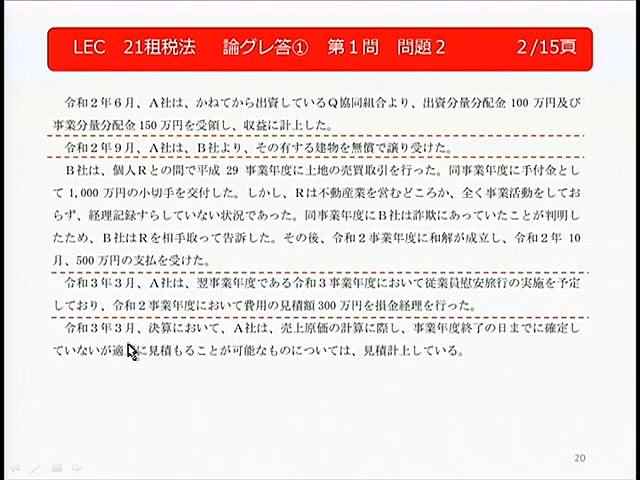 LEC 21租税法 論グレ答① 第1問 問題2 2/15頁
令和2年6月、A社は、かねてから出資しているQ協同組合より、出資分量分配金 100 万円及び
事業分量分配金 150 万円を受領し、収益に計上した。
令和2年9月、A社は、B社より、その有する建物を無償で譲り受けた。
B社は、個人Rとの間で平成 29 事業年度に土地の売買取引を行った。同事業年度に手付金とし
て 1,000 万円の小切手を交付した。しかし、Rは不動産業を営むどころか、全く事業活動をしてお
らず、経理記録すらしていない状況であった。同事業年度にB社は詐欺にあっていたことが判明し
たため、B社はRを相手取って告訴した。その後、令和2事業年度に和解が成立し、令和2年 10
月、500 万円の支払を受けた。
令和3年3月、A社は、翌事業年度である令和3事業年度において従業員慰安旅行の実施を予定
しており、令和2事業年度において費用の見積額 300 万円を損金経理を行った。
令和3年3月、決算において、A社は、売上原価の計算に際し、事業年度終了の日までに確定し
ていないが適に見積もることが可能なものについては、見積計上している。
20